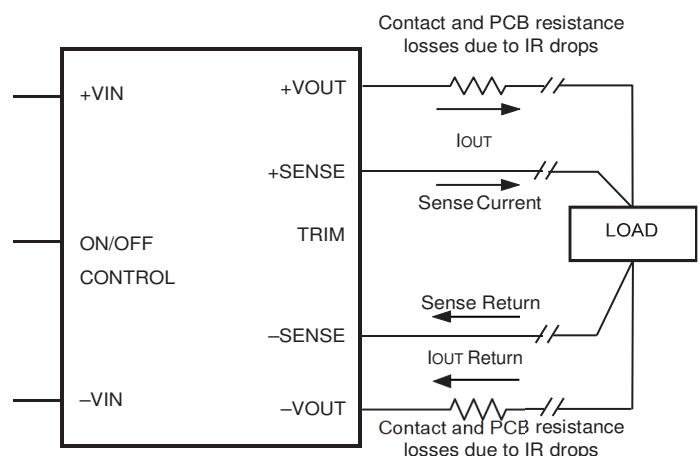 Contact and PCB resistance
losses due to IR drops
+VIN
+VOUT
IOUT
+SENSE
Sense Current
ON/OFF
CONTROL
TRIM
LOAD
Sense Return
–SENSE
IOUT Return
–VIN
–VOUT
Contact and PCB resistance
losses due to IR drops